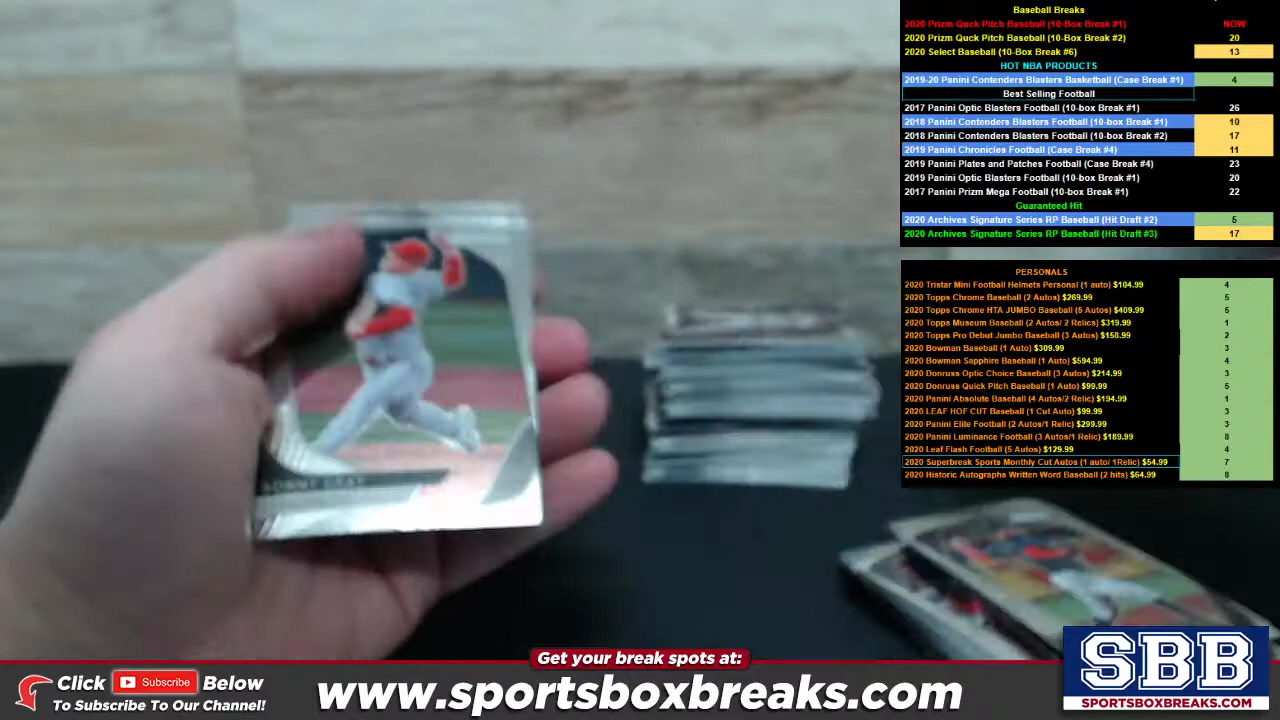 Baseball Breaks
2020 Prizm Quck Pitch Baseball (10-Box Break #1) NOW
2020 Prizm Quck Pitch Baseball (10-Box Break #2) 20
2020 Select Baseball (10-Box Break #6) 13
HOT NBA PRODUCTS
2019-20 Panini Contenders Blasters Basketball (Case Break #1) 4
Best Selling Football
2017 Panini Optic Blasters Football (10-box Break #1) 26
2018 Panini Contenders Blasters Football (10-box Break #1) 10
2018 Panini Contenders Blasters Football (10-box Break #2) 17
2019 Panini Chronicles Football (Case Break #4) 11
2019 Panini Plates and Patches Football (Case Break #4) 23
2019 Panini Optic Blasters Football (10-box Break #1) 20
2017 Panini Prizm Mega Football (10-box Break #1) 22
Guaranteed Hit
2020 Archives Signature Series RP Baseball (Hit Draft #2) 5
2020 Archives Signature Series RP Baseball (Hit Draft #3) 17
PERSONALS
2020 Tristar Mini Football Helmets Personal (1 auto) $104.99 4
2020 Topps Chrome Baseball (2 Autos) $269.99 5
2020 Topps Chrome HTA JUMBO Baseball (5 Autos) $409.99 5
2020 Topps Museum Baseball (2 Autos/ 2 Relics) $319.99 1
2020 Topps Pro Debut Jumbo Baseball (3 Autos) $158.99 2
2020 Bowman Baseball (1 Auto) $309.99 3
2020 Bowman Sapphire Baseball (1 Auto) $594.99 4
2020 Donruss Optic Choice Baseball (3 Autos) $214.99 3
2020 Donruss Quick Pitch Baseball (1 Auto) $99.99 5
2020 Panini Absolute Baseball (4 Autos/2 Relic) $194.99 1
2020 LEAF HOF CUT Baseball (1 Cut Auto) $99.99 3
2020 Panini Elite Football (2 Autos/1 Relic) $299.99 3
2020 Panini Luminance Football (3 Autos/1 Relic) $189.99 8
2020 Leaf Flash Football (5 Autos) $129.99 4
2020 Superbreak Sports Monthly Cut Autos (1 auto/ 1Relic) $54.99 7
2020 Historic Autographs Written Word Baseball (2 hits) $64.99 8
Get your break spots at:
Click Subscribe Below
To Subscribe To Our Channel!
www.sportsboxbreaks.com
SBB
SPORTSBOXBREAKS.COM